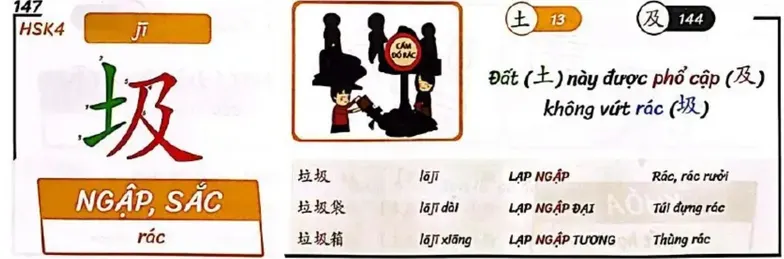 147
HSK4
jī
圾
NGẬP, SẮC
rác
CẤM
ĐỔ RÁC
土 13
及 144
Đất (土) này được phổ cập (及)
không vứt rác (圾)
垃圾 lājī LẠP NGẬP Rác, rác rưởi
垃圾袋 lājī dài LẠP NGẬP ĐẠI Túi đựng rác
垃圾箱 lājī xiāng LẠP NGẬP TƯƠNG Thùng rác